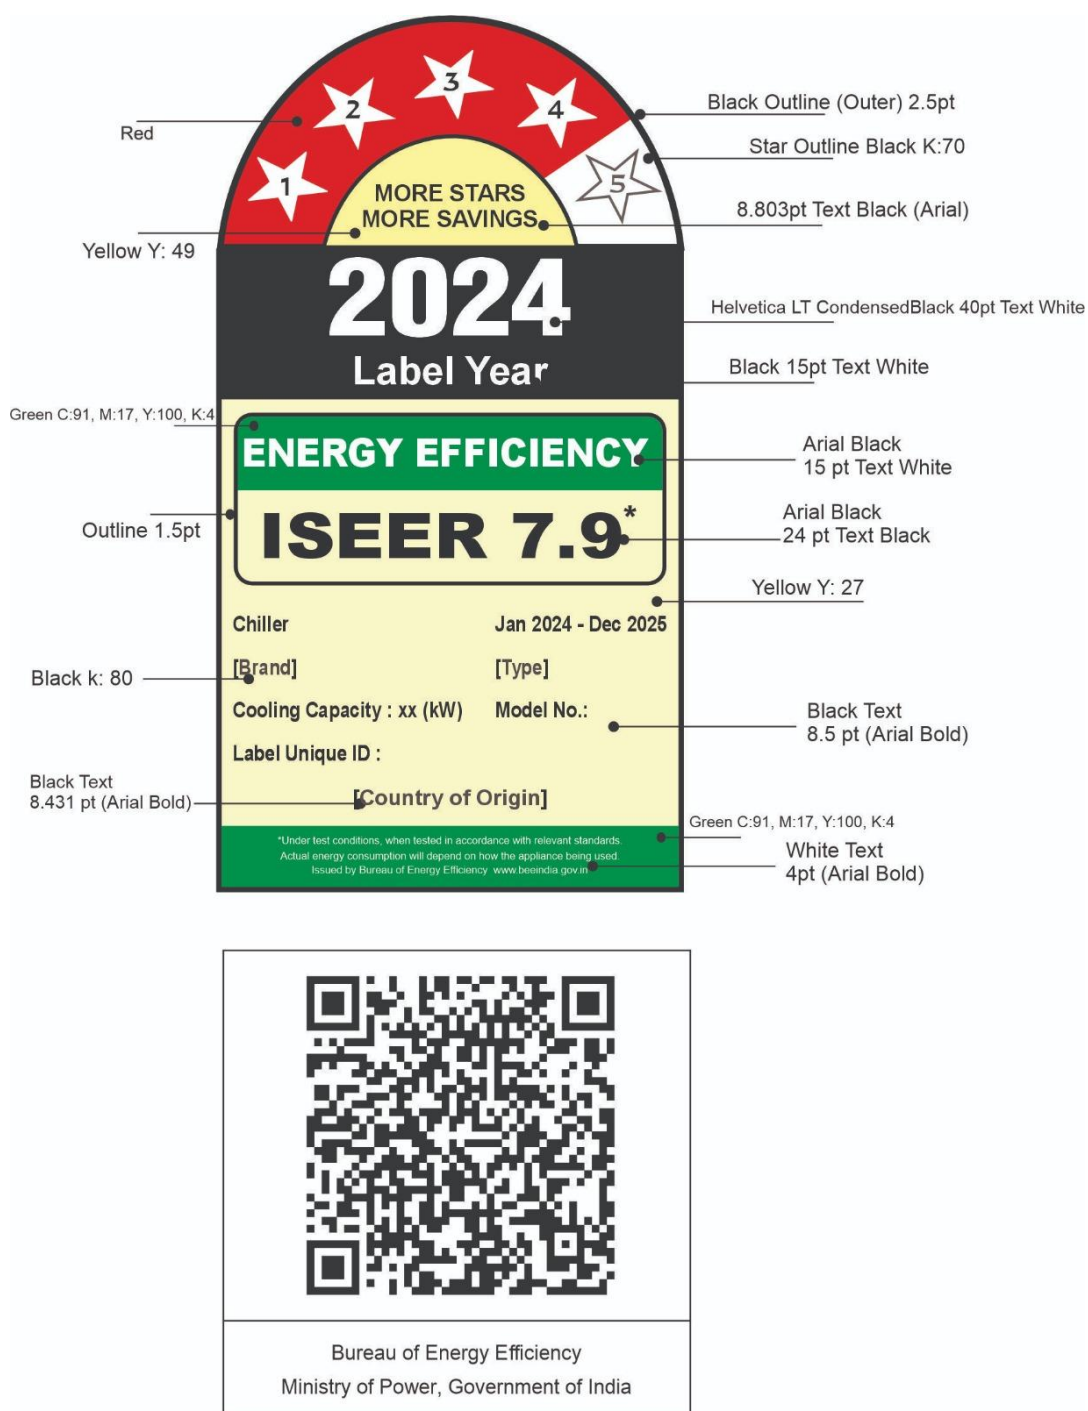 1
2
3
4
5
MORE STARS
MORE SAVINGS
2024
Label Year
ENERGY EFFICIENCY
ISEER 7.9*
Chiller
Jan 2024 - Dec 2025
[Brand]
[Type]
Cooling Capacity : xx (kW)
Model No.:
Label Unique ID :
[Country of Origin]
*Under test conditions, when tested in accordance with relevant standards.
Actual energy consumption will depend on how the appliance being used.
Issued by Bureau of Energy Efficiency www.beeindia.gov.in
Red
Yellow Y: 49
Green C:91, M:17, Y:100, K:4
Outline 1.5pt
Black k: 80
Black Text
8.431 pt (Arial Bold)
Black Outline (Outer) 2.5pt
Star Outline Black K:70
8.803pt Text Black (Arial)
Helvetica LT CondensedBlack 40pt Text White
Black 15pt Text White
Arial Black
15 pt Text White
Arial Black
24 pt Text Black
Yellow Y: 27
Black Text
8.5 pt (Arial Bold)
Green C:91, M:17, Y:100, K:4
White Text
4pt (Arial Bold)
Bureau of Energy Efficiency
Ministry of Power, Government of India